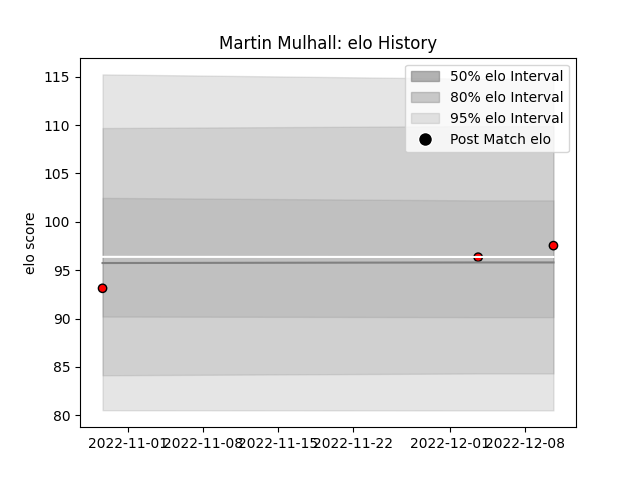 Martin Mulhall: elo History
115
110
105
100
95
90
85
80
elo score
50% elo Interval
80% elo Interval
95% elo Interval
Post Match elo
2022-11-01 2022-11-08 2022-11-15 2022-11-22 2022-12-01 2022-12-08